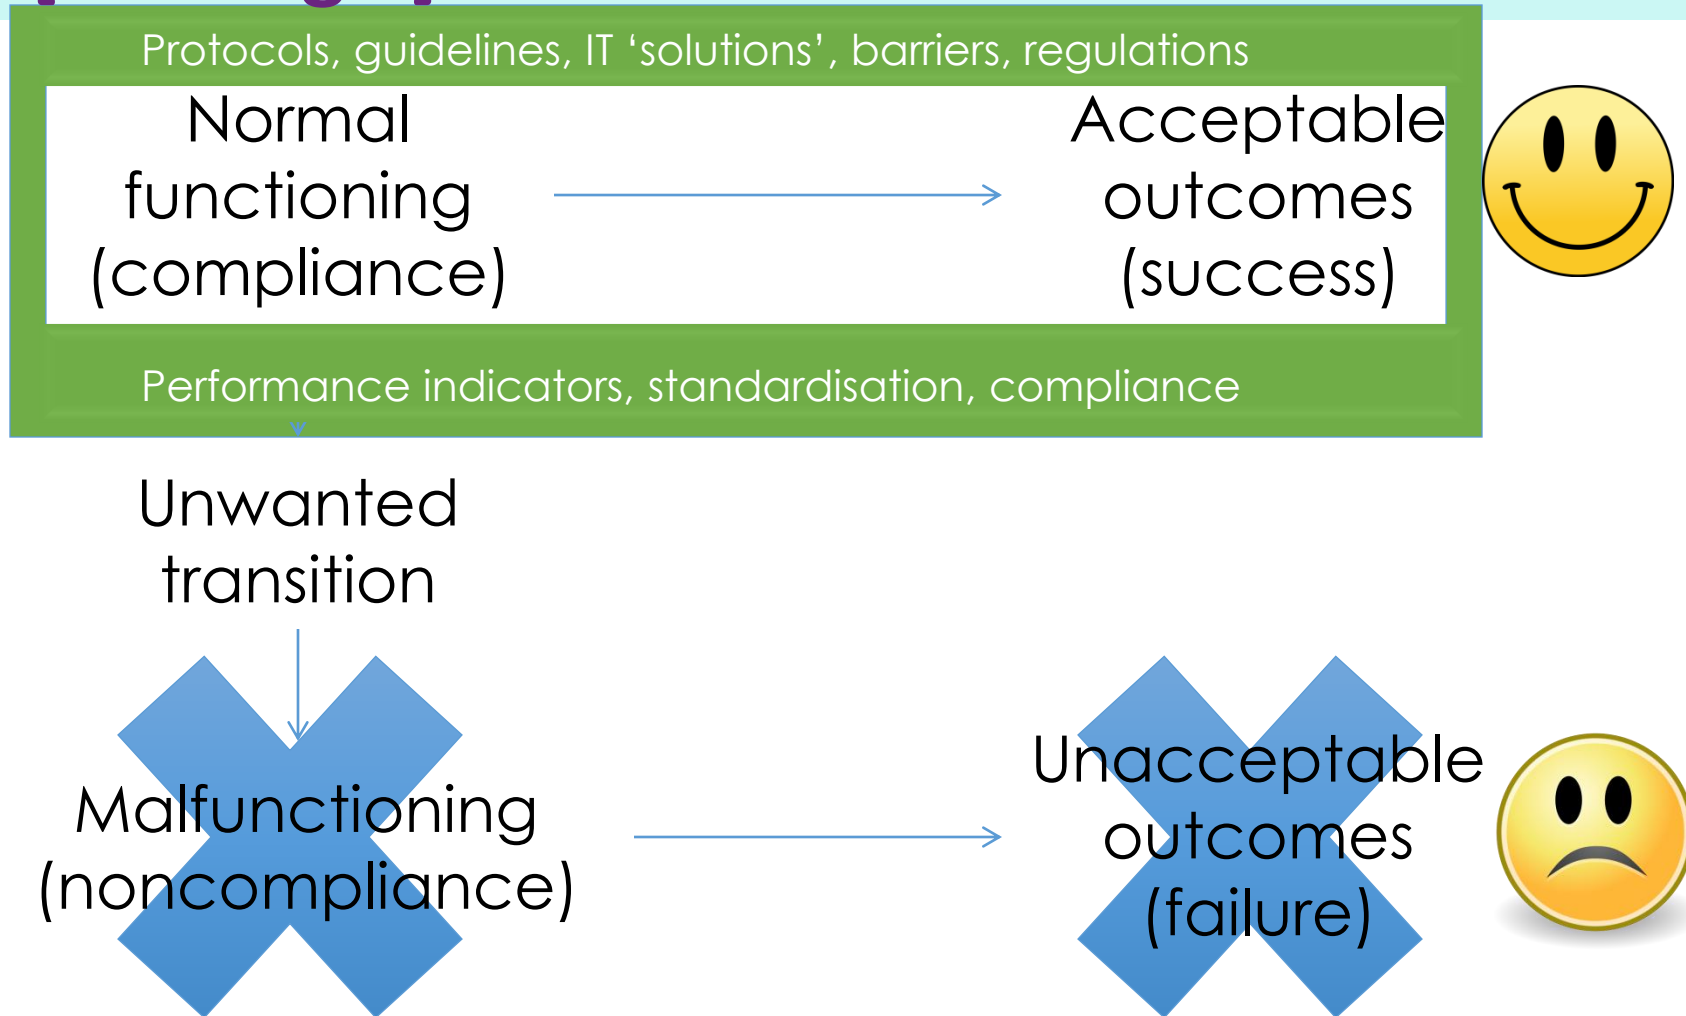 Protocols, guidelines, IT ‘solutions’, barriers, regulations
Normal
functioning
(compliance)
Acceptable
outcomes
(success)
Performance indicators, standardisation, compliance
Unwanted
transition
Malfunctioning
(noncompliance)
Unacceptable
outcomes
(failure)